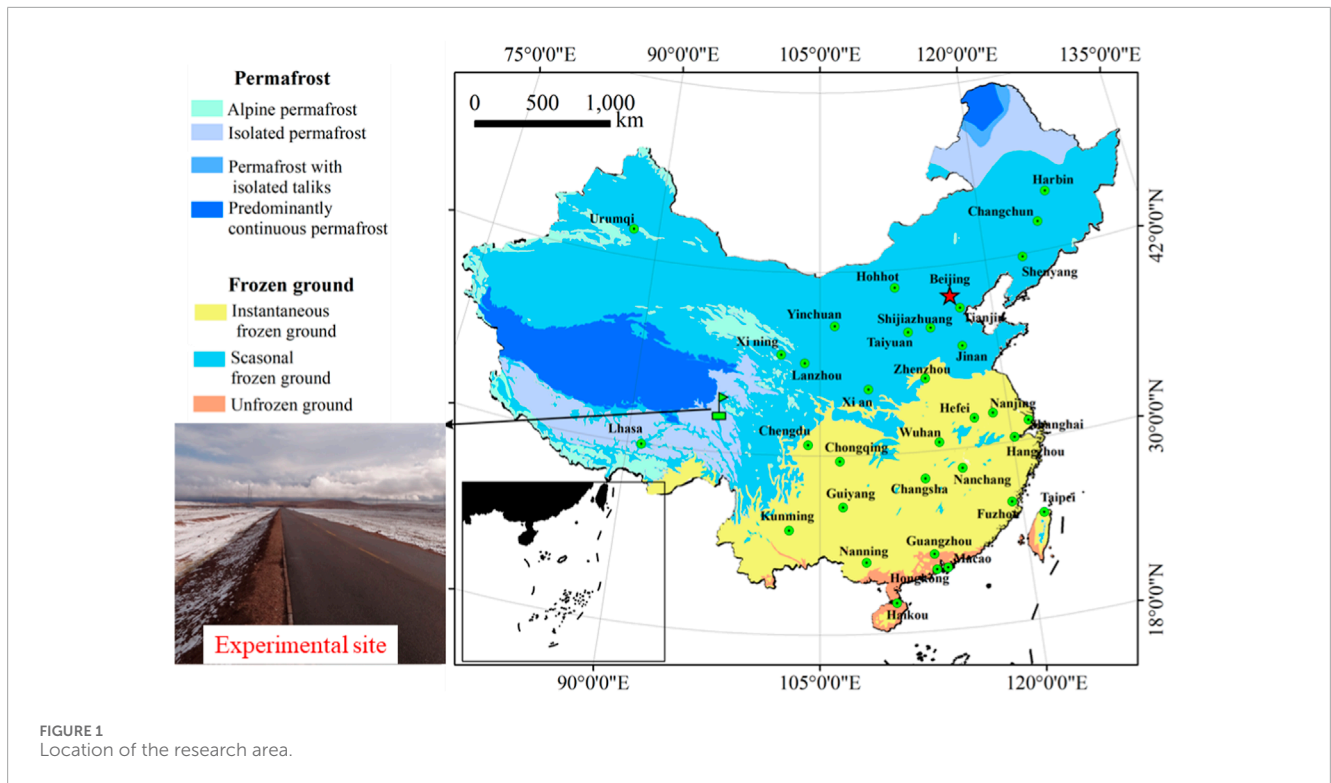 75°0'0"E
90°0'0"E
105°0'0"E
120°0'0"E
135°0'0"E
Permafrost
Alpine permafrost
Isolated permafrost
Permafrost with
isolated taliks
Predominantly
continuous permafrost
Frozen ground
Instantaneous
frozen ground
Seasonal
frozen ground
Unfrozen ground
Experimental site
0 500 1,000
km
Urumqi
Harbin
Changchun
Shenyang
Hohhot
Beijing
Tianjin
Yinchuan
Shijiazhuang
Taiyuan
Jinan
Xi ning
Lanzhou
Zhenzhou
Xi an
Hefei
Nanjing
Shanghai
Lhasa
Chengdu
Wuhan
Hangzhou
Chongqing
Nanchang
Changsha
Guiyang
Taipei
Fuzhou
Kunming
Guangzhou
Nanning
Macao
Hongkong
Haikou
42°0'0"N
30°0'0"N
18°0'0"N
90°0'0"E
105°0'0"E
120°0'0"E
FIGURE 1
Location of the research area.